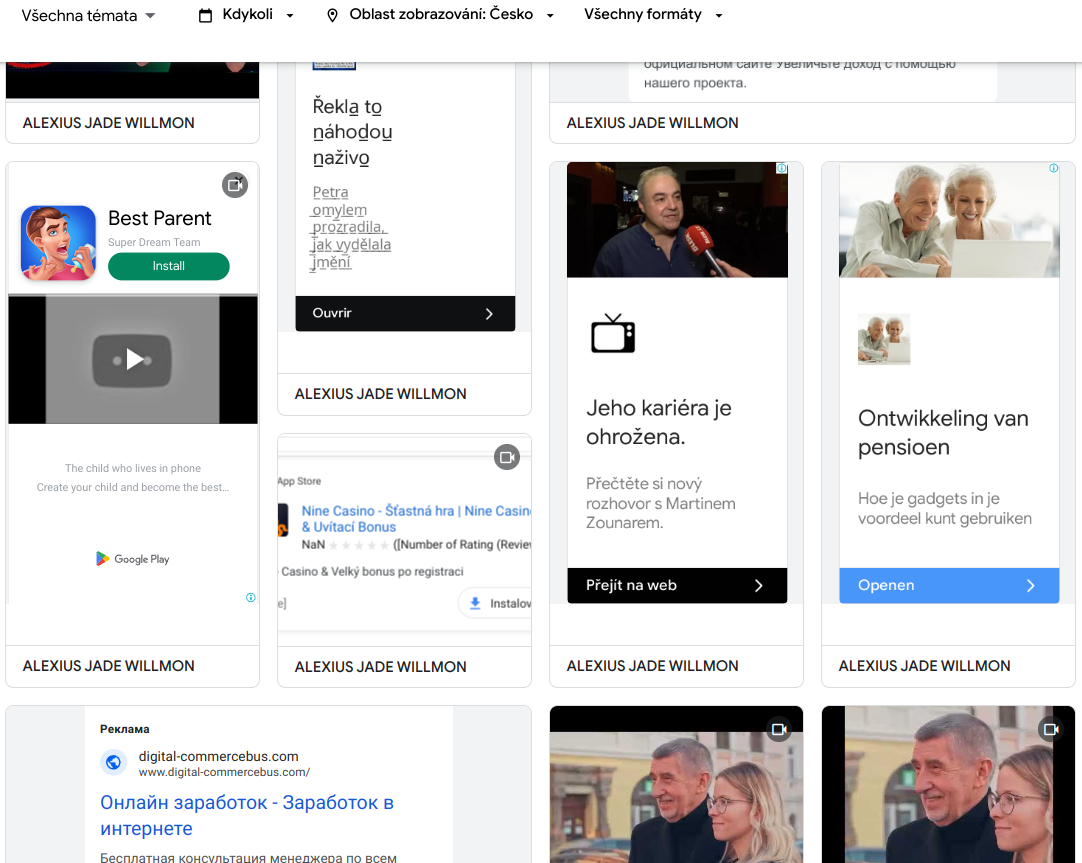 Všechna témata
Kdykoli
Oblast zobrazování: Česko
Všechny formáty
официальном сайте Увеличьте доход с помощью
нашего проекта.
ALEXIUS JADE WILLMON
ALEXIUS JADE WILLMON
Řekla to
náhodou
naživo
Petra
omylem
prozradila,
jak vydělala
jmění
Ouvrir
ALEXIUS JADE WILLMON
Best Parent
Super Dream Team
Install
The child who lives in phone
Create your child and become the best...
Google Play
ALEXIUS JADE WILLMON
App Store
Nine Casino - Šťastná hra | Nine Casin
& Uvítací Bonus
NaN ([Number of Rating (Review
Casino & Velký bonus po registraci
e]
Instalov
ALEXIUS JADE WILLMON
BLESK
Jeho kariéra je
ohrožena.
Přečtěte si nový
rozhovor s Martinem
Zounarem.
Přejít na web
ALEXIUS JADE WILLMON
Ontwikkeling van
pensioen
Hoe je gadgets in je
voordeel kunt gebruiken
Openen
ALEXIUS JADE WILLMON
Реклама
digital-commercebus.com
www.digital-commercebus.com/
Онлайн заработок - Заработок в
интернете
Бесплатная консультация менеджера по всем